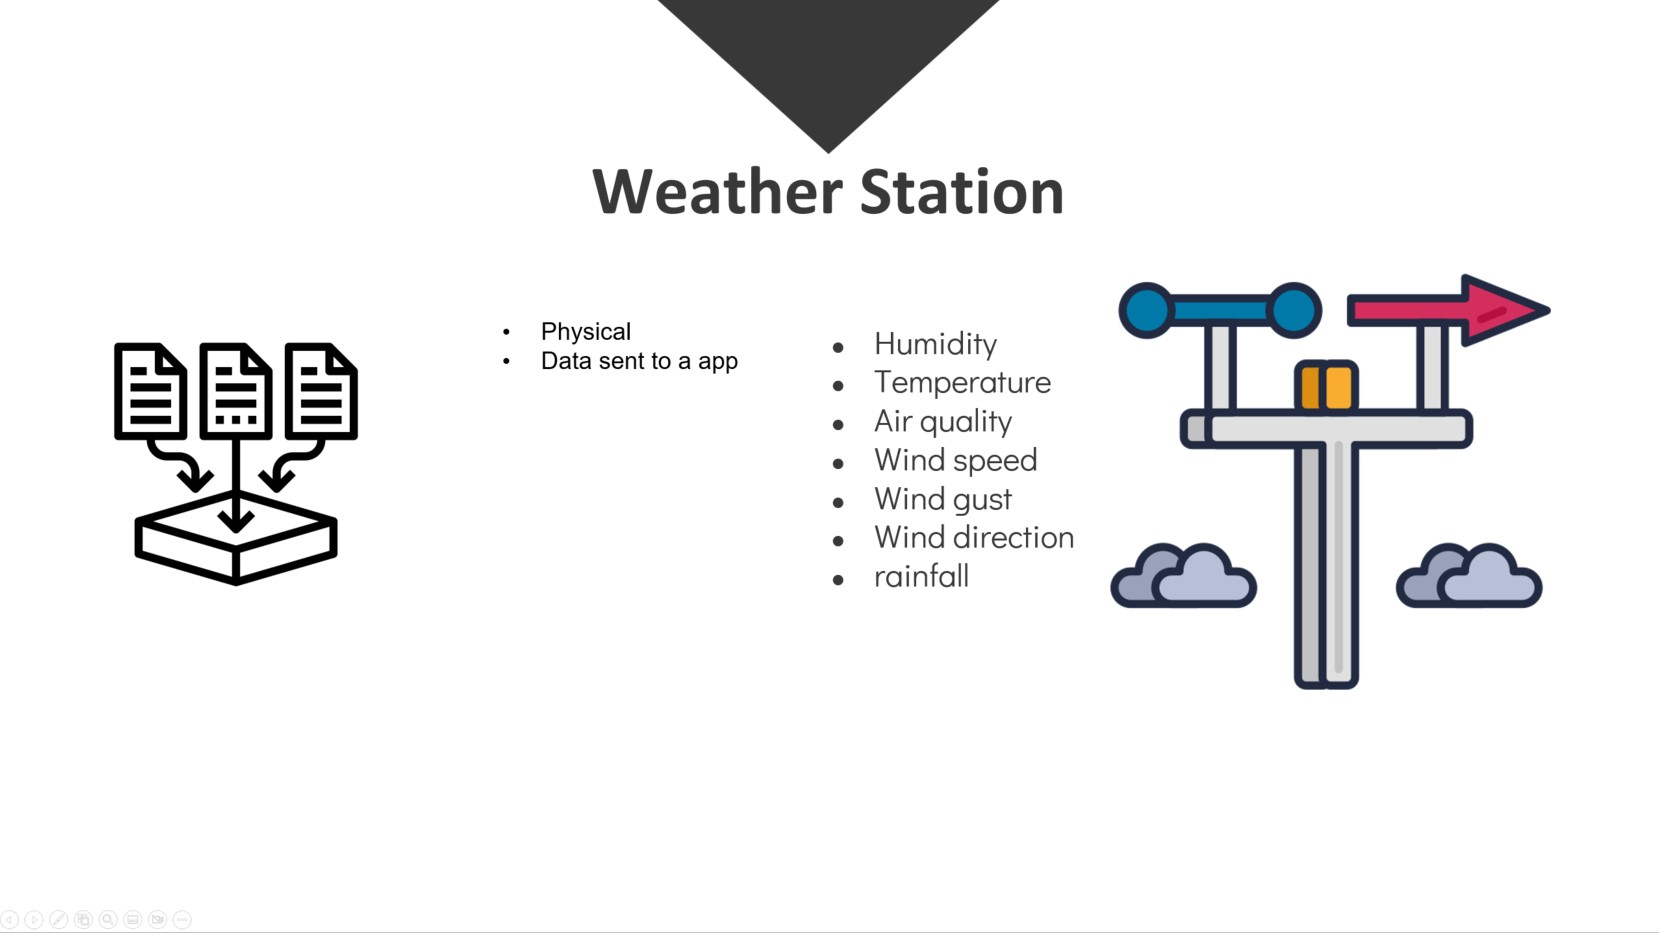 Weather Station
• Physical
• Data sent to a app
● Humidity
● Temperature
● Air quality
● Wind speed
● Wind gust
● Wind direction
● rainfall